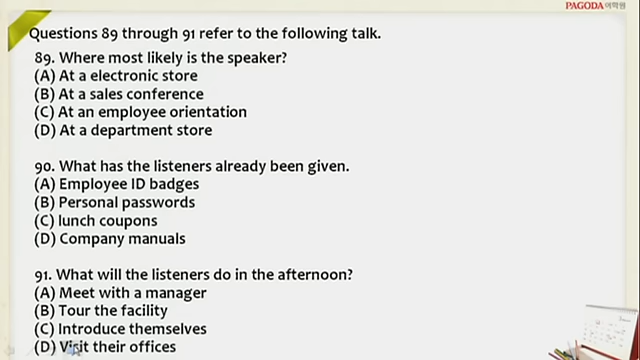 PAGODA어학원
Questions 89 through 91 refer to the following talk.
89. Where most likely is the speaker?
(A) At a electronic store
(B) At a sales conference
(C) At an employee orientation
(D) At a department store
90. What has the listeners already been given.
(A) Employee ID badges
(B) Personal passwords
(C) lunch coupons
(D) Company manuals
91. What will the listeners do in the afternoon?
(A) Meet with a manager
(B) Tour the facility
(C) Introduce themselves
(D) Visit their offices